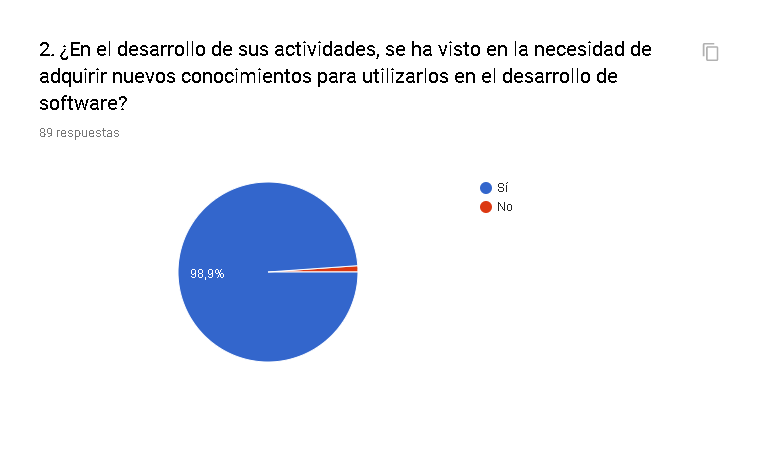 2. ¿En el desarrollo de sus actividades, se ha visto en la necesidad de
adquirir nuevos conocimientos para utilizarlos en el desarrollo de
software?
89 respuestas
Sí
No
98,9%